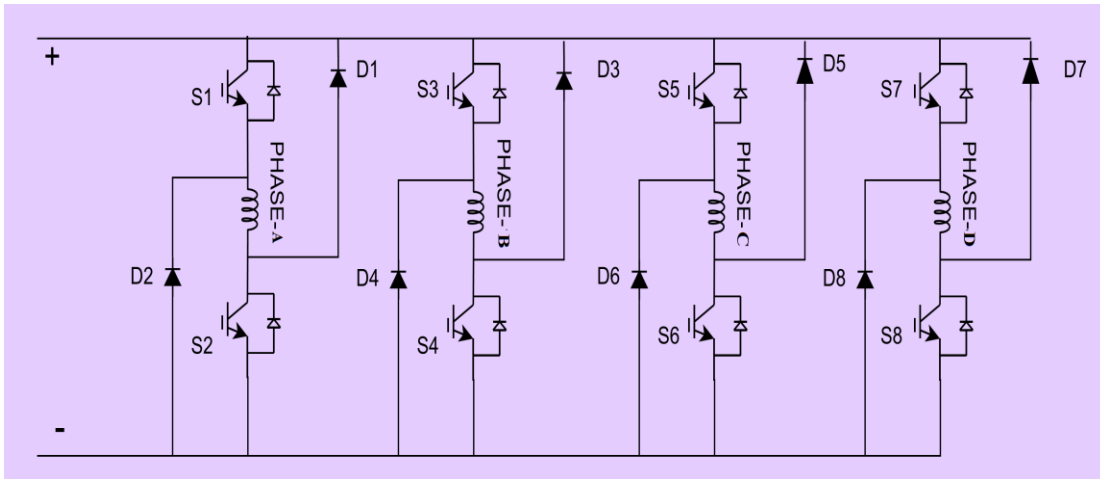 +
D1
D3
D5
D7
S1
S3
S5
S7
PHASE-A
PHASE-B
PHASE-C
PHASE-D
D2
D4
D6
D8
S2
S4
S6
S8
-